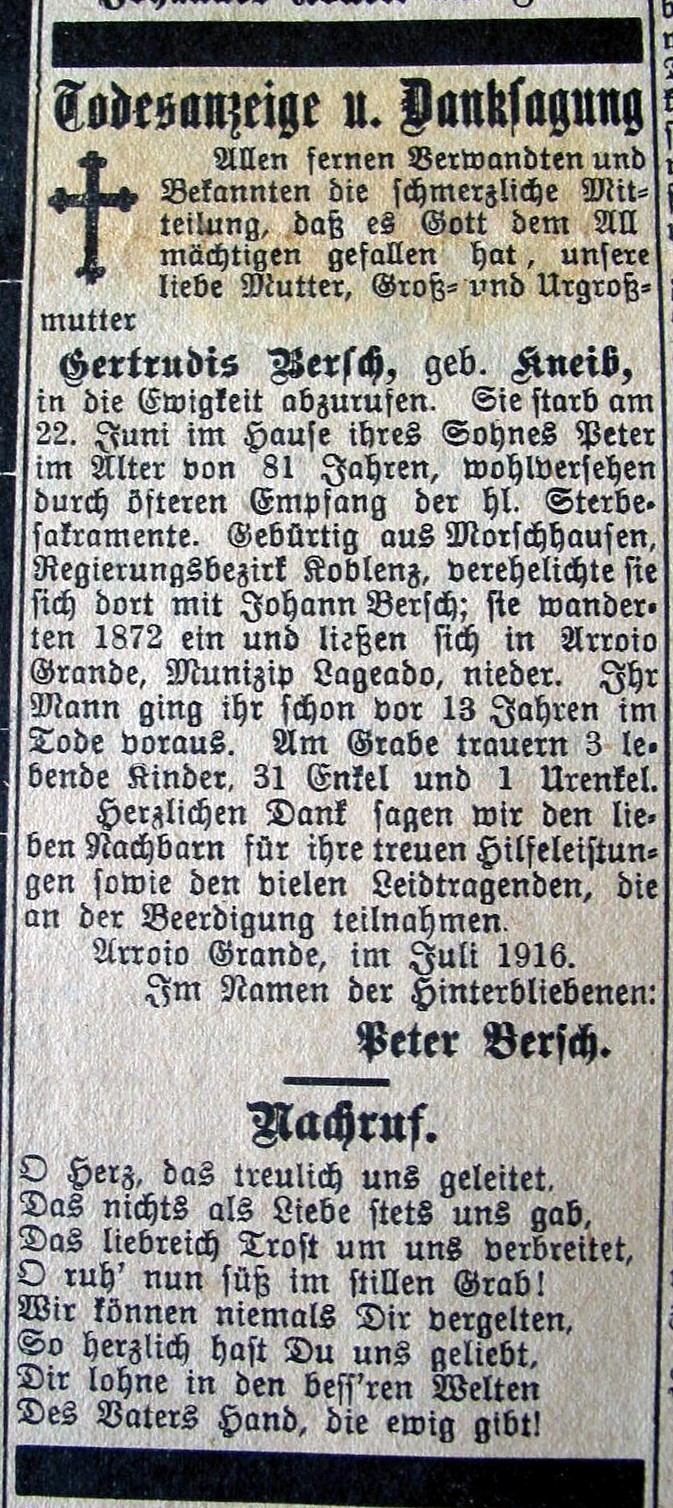 Todesanzeige u. Dankſagung
Allen fernen Verwandten und
Bekannten die ſchmerzliche Mit=
teilung, daß es Gott dem All
mächtigen gefallen hat, unſere
liebe Mutter, Groß= und Urgroß=
mutter
Gertrudis Berſch, geb. Kneib,
in die Ewigkeit abzurufen. Sie ſtarb am
22. Juni im Hauſe ihres Sohnes Peter
im Alter von 81 Jahren, wohlverſehen
durch öfteren Empfang der hl. Sterbe=
ſakramente. Gebürtig aus Morſchhauſen,
Regierungsbezirk Koblenz, verehelichte ſie
ſich dort mit Johann Berſch; ſie wander=
ten 1872 ein und ließen ſich in Arroio
Grande, Munizip Lageado, nieder. Ihr
Mann ging ihr ſchon vor 13 Jahren im
Tode voraus. Am Grabe trauern 3 le=
bende Kinder, 31 Enkel und 1 Urenkel.
Herzlichen Dank ſagen wir den lie=
ben Nachbarn für ihre treuen Hilfeleiſtun=
gen ſowie den vielen Leidtragenden, die
an der Beerdigung teilnahmen.
Arroio Grande, im Juli 1916.
Im Namen der Hinterbliebenen:
Peter Berſch.
Nachruf.
O Herz, das treulich uns geleitet,
Das nichts als Liebe ſtets uns gab,
Das liebreich Troſt um uns verbreitet,
O ruh' nun ſüß im ſtillen Grab!
Wir können niemals Dir vergelten,
So herzlich haſt Du uns geliebt,
Dir lohne in den beſſ'ren Welten
Des Vaters Hand, die ewig gibt!